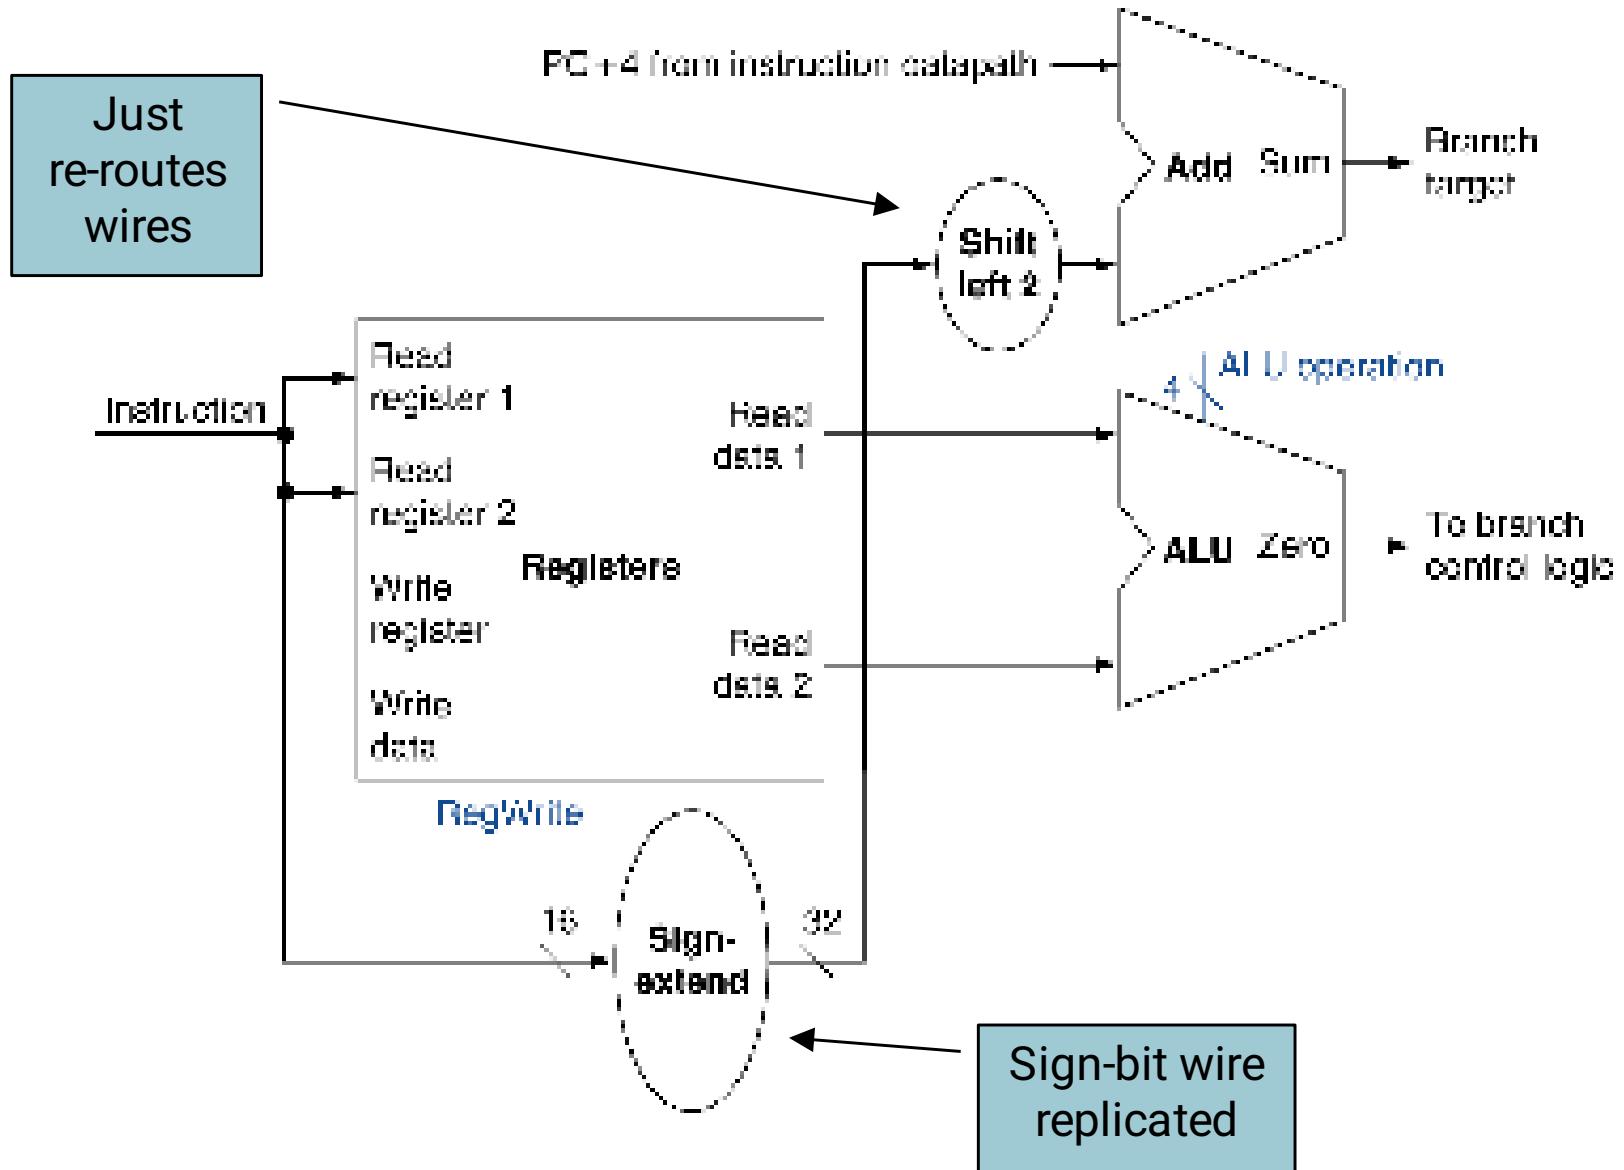 PC+4 from instruction datapath
Just
re-routes
wires
Add Sum
Branch
target
Shift
left 2
Read
register 1
ALU operation
4
Instruction
Read
data 1
Read
register 2
To branch
control logic
ALU Zero
Registers
Write
register
Read
data 2
Write
data
RegWrite
16
32
Sign-
extend
Sign-bit wire
replicated